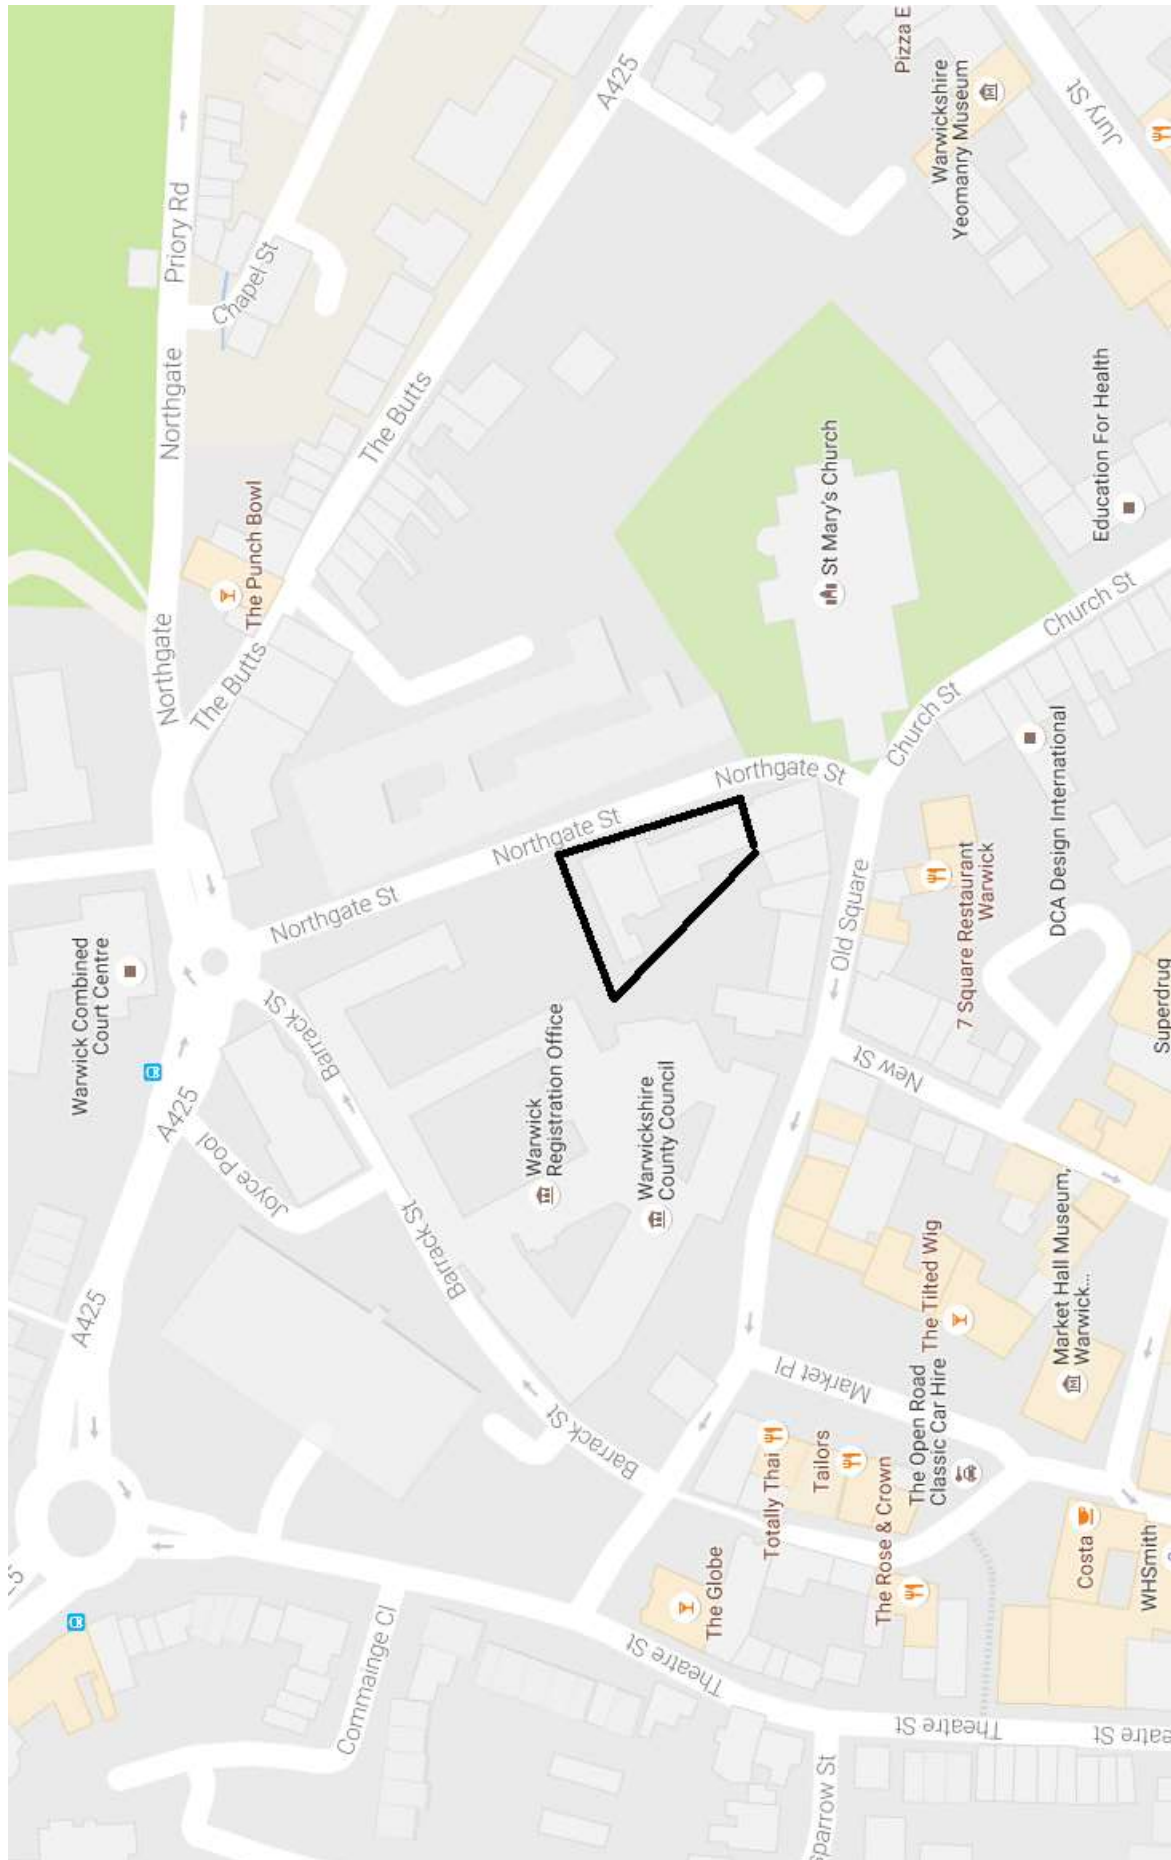 A425
Warwick Combined
Court Centre
Northgate
Northgate
Priory Rd
A425
Joyce Pool
The Butts
The Punch Bowl
Chapel St
Commainge Cl
Barrack St
Northgate St
The Butts
Barrack St
Barrack St
Warwick
Registration Office
Northgate St
A425
Warwickshire
County Council
Theatre St
The Globe
Northgate St
Totally Thai
Tailors
Market Pl
Old Square
St Mary's Church
Sparrow St
The Rose & Crown
The Open Road
Classic Car Hire
The Tilted Wig
New St
Church St
Pizza E
Theatre St
7 Square Restaurant
Warwick
Warwickshire
Yeomanry Museum
Market Hall Museum,
Warwick...
DCA Design International
Church St
Education For Health
Jury St
Costa
WHSmith
Superdrug
Theatre St